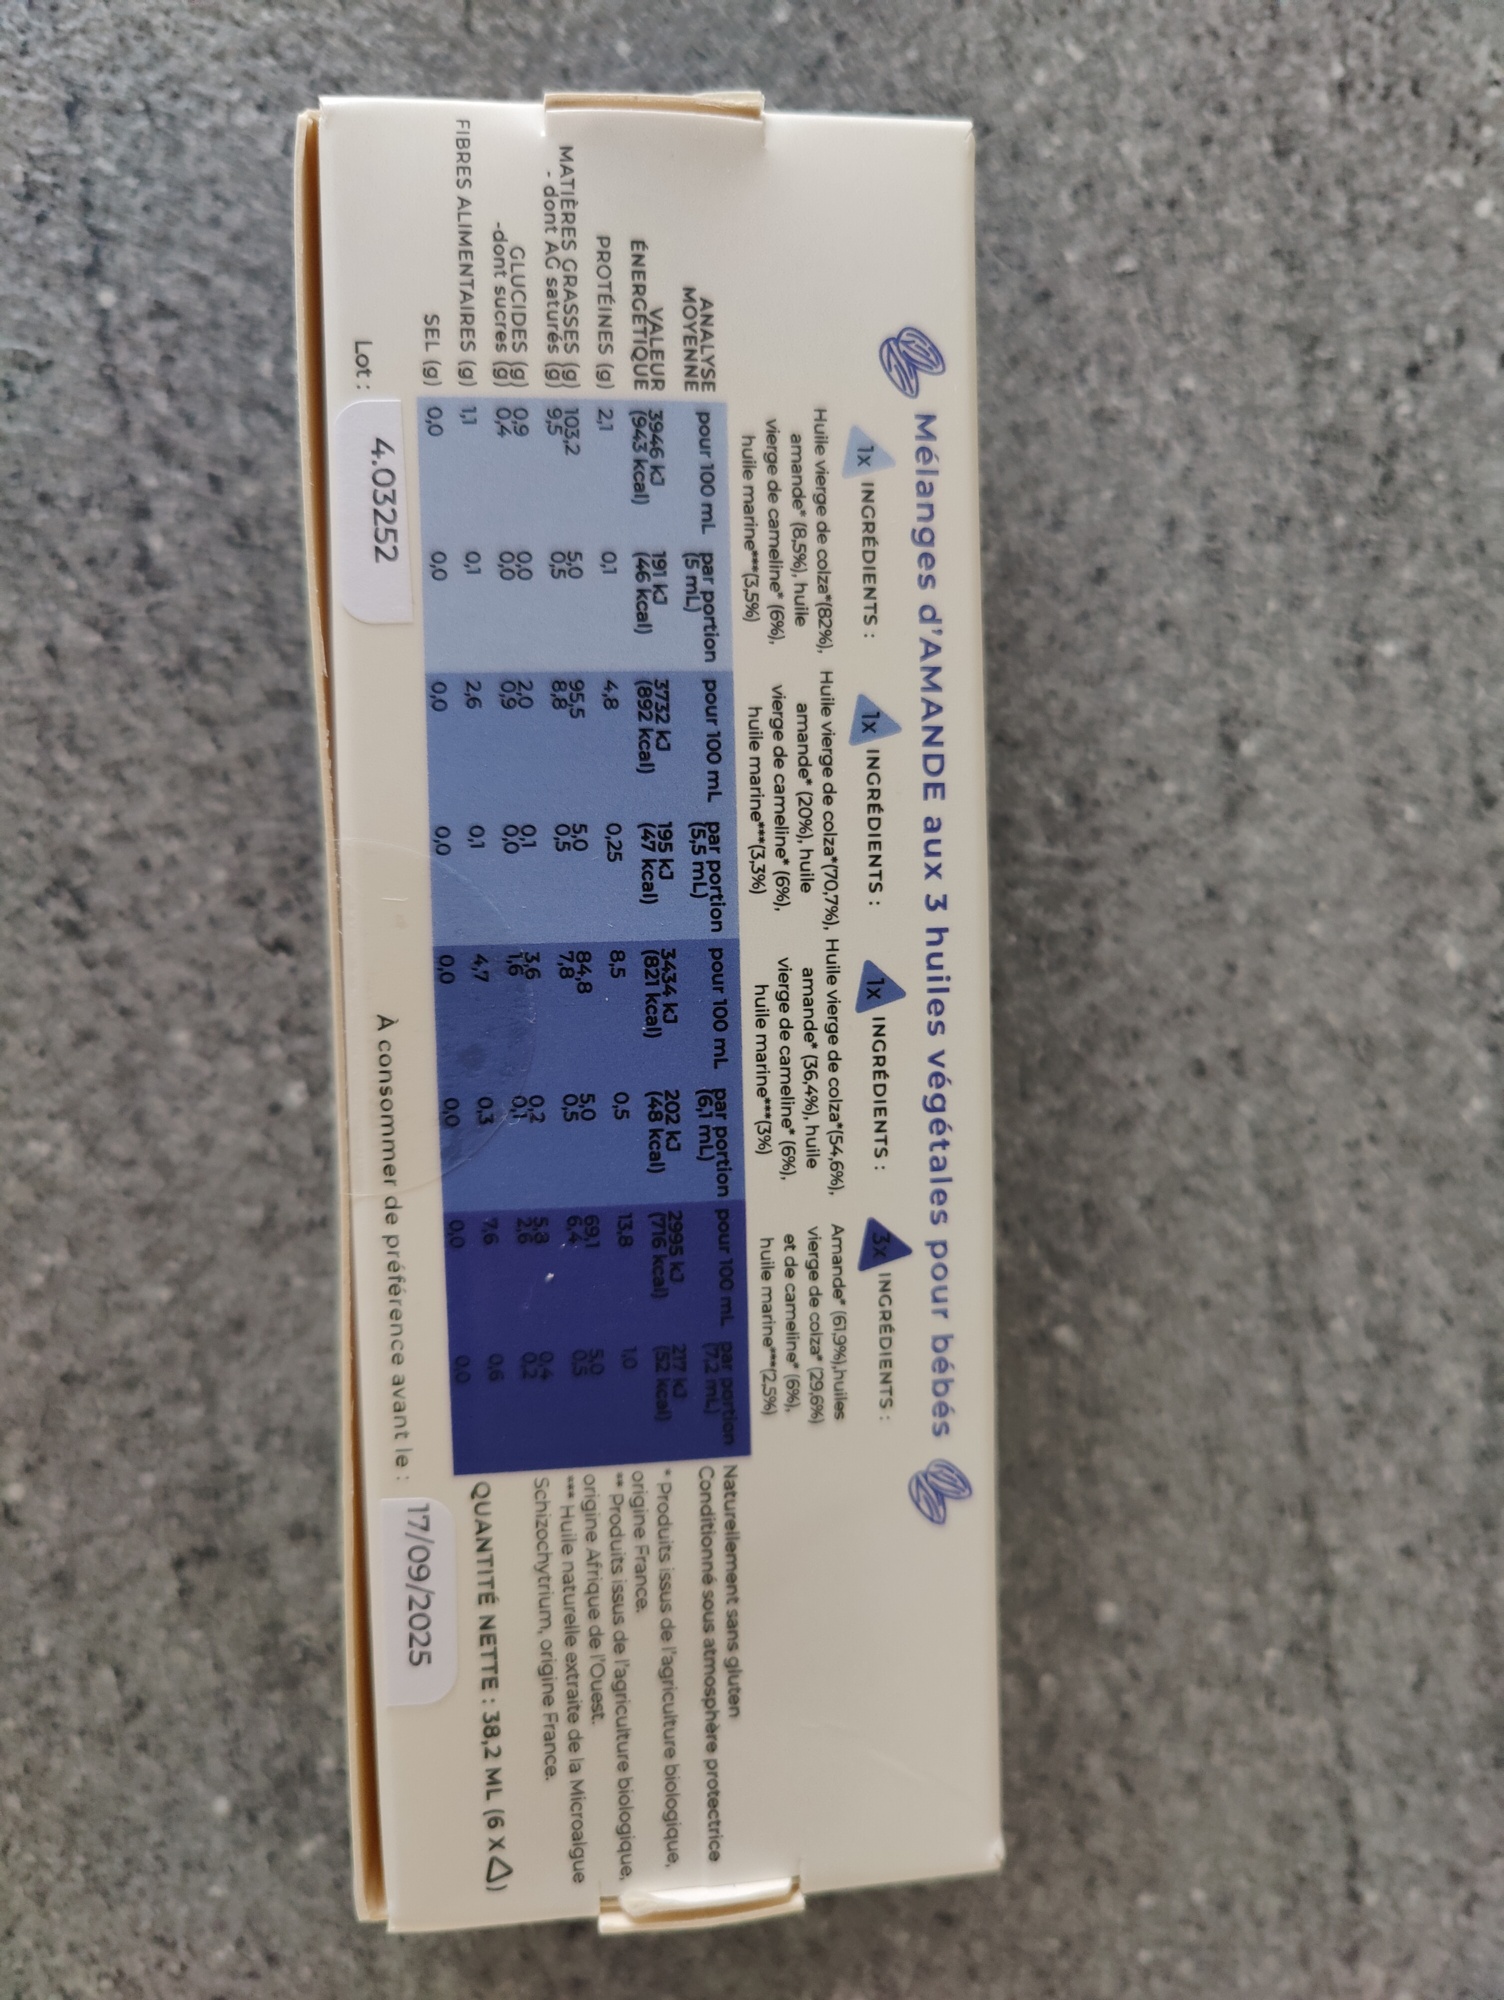 Mélanges d'AMANDE aux 3 huiles végétales pour bébés
1x INGRÉDIENTS :
Huile vierge de colza*(82%),
amande* (8,5%), huile
vierge de cameline* (6%),
huile marine***(3,5%)
1x INGRÉDIENTS :
Huile vierge de colza*(70,7%),
amande* (20%), huile
vierge de cameline* (6%),
huile marine***(3,3%)
1x INGRÉDIENTS :
Huile vierge de colza*(54,6%),
amande* (36,4%), huile
vierge de cameline* (6%),
huile marine***(3%)
3x INGRÉDIENTS :
Amande* (61,9%),huiles
vierge de colza* (29,6%)
et de cameline* (6%),
huile marine***(2,5%)
ANALYSE MOYENNE pour 100 mL par portion (5 mL) pour 100 mL par portion (5,5 mL) pour 100 mL par portion (6,1 mL) pour 100 mL par portion (7,2 mL)
VALEUR ÉNERGÉTIQUE 3946 kJ (943 kcal) 191 kJ (46 kcal) 3732 kJ (892 kcal) 195 kJ (47 kcal) 3434 kJ (821 kcal) 202 kJ (48 kcal) 2995 kJ (716 kcal) 217 kJ (52 kcal)
PROTÉINES (g) 2,1 0,1 4,8 0,25 8,5 0,5 13,8 1,0
MATIÈRES GRASSES (g) 103,2 5,0 95,5 5,0 84,8 5,0 69,1 5,0
- dont AG saturés (g) 9,5 0,5 8,8 0,5 7,8 0,5 6,4 0,5
GLUCIDES (g) 0,9 0,0 2,0 0,1 3,6 0,2 5,8 0,4
-dont sucres (g) 0,4 0,0 0,9 0,0 1,6 0,1 2,6 0,2
FIBRES ALIMENTAIRES (g) 1,1 0,1 2,6 0,1 4,7 0,3 7,6 0,6
SEL (g) 0,0 0,0 0,0 0,0 0,0 0,0 0,0 0,0
Naturellement sans gluten
Conditionné sous atmosphère protectrice
* Produits issus de l'agriculture biologique,
origine France.
** Produits issus de l'agriculture biologique,
origine Afrique de l'Ouest.
*** Huile naturelle extraite de la Microalgue
Schizochytrium, origine France.
QUANTITÉ NETTE : 38,2 ML (6 X )
Lot : 4.03252
À consommer de préférence avant le : 17/09/2025